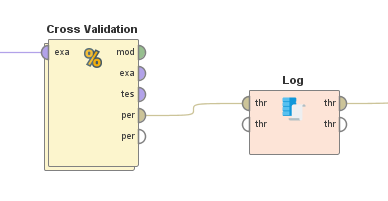 Cross Validation
exa mod
exa
tes
per
per
Log
thr thr
thr thr